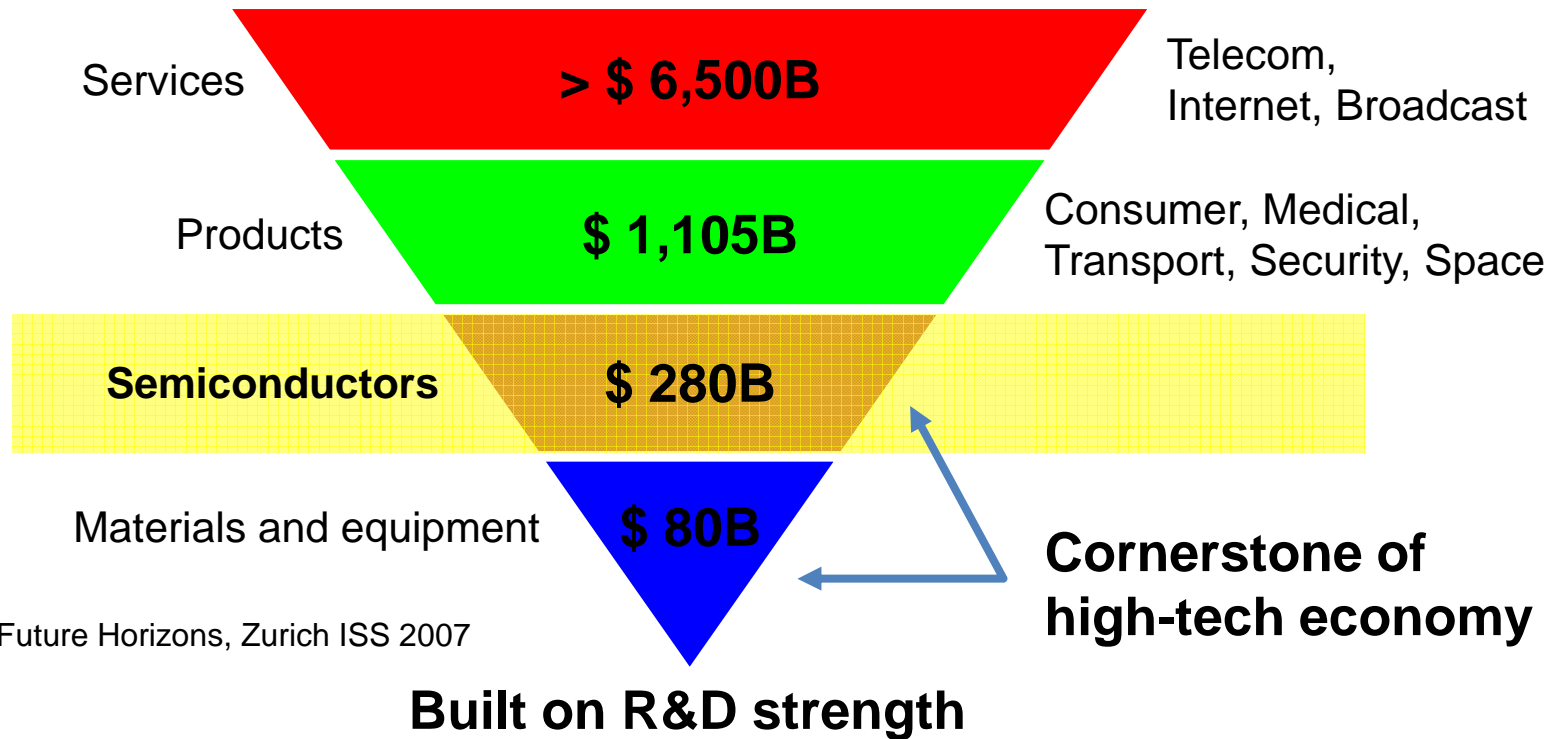 Services
> $ 6,500B
Telecom,
Internet, Broadcast
Products
$ 1,105B
Consumer, Medical,
Transport, Security, Space
Semiconductors
$ 280B
Materials and equipment
$ 80B
Cornerstone of
high-tech economy
Future Horizons, Zurich ISS 2007
Built on R&D strength